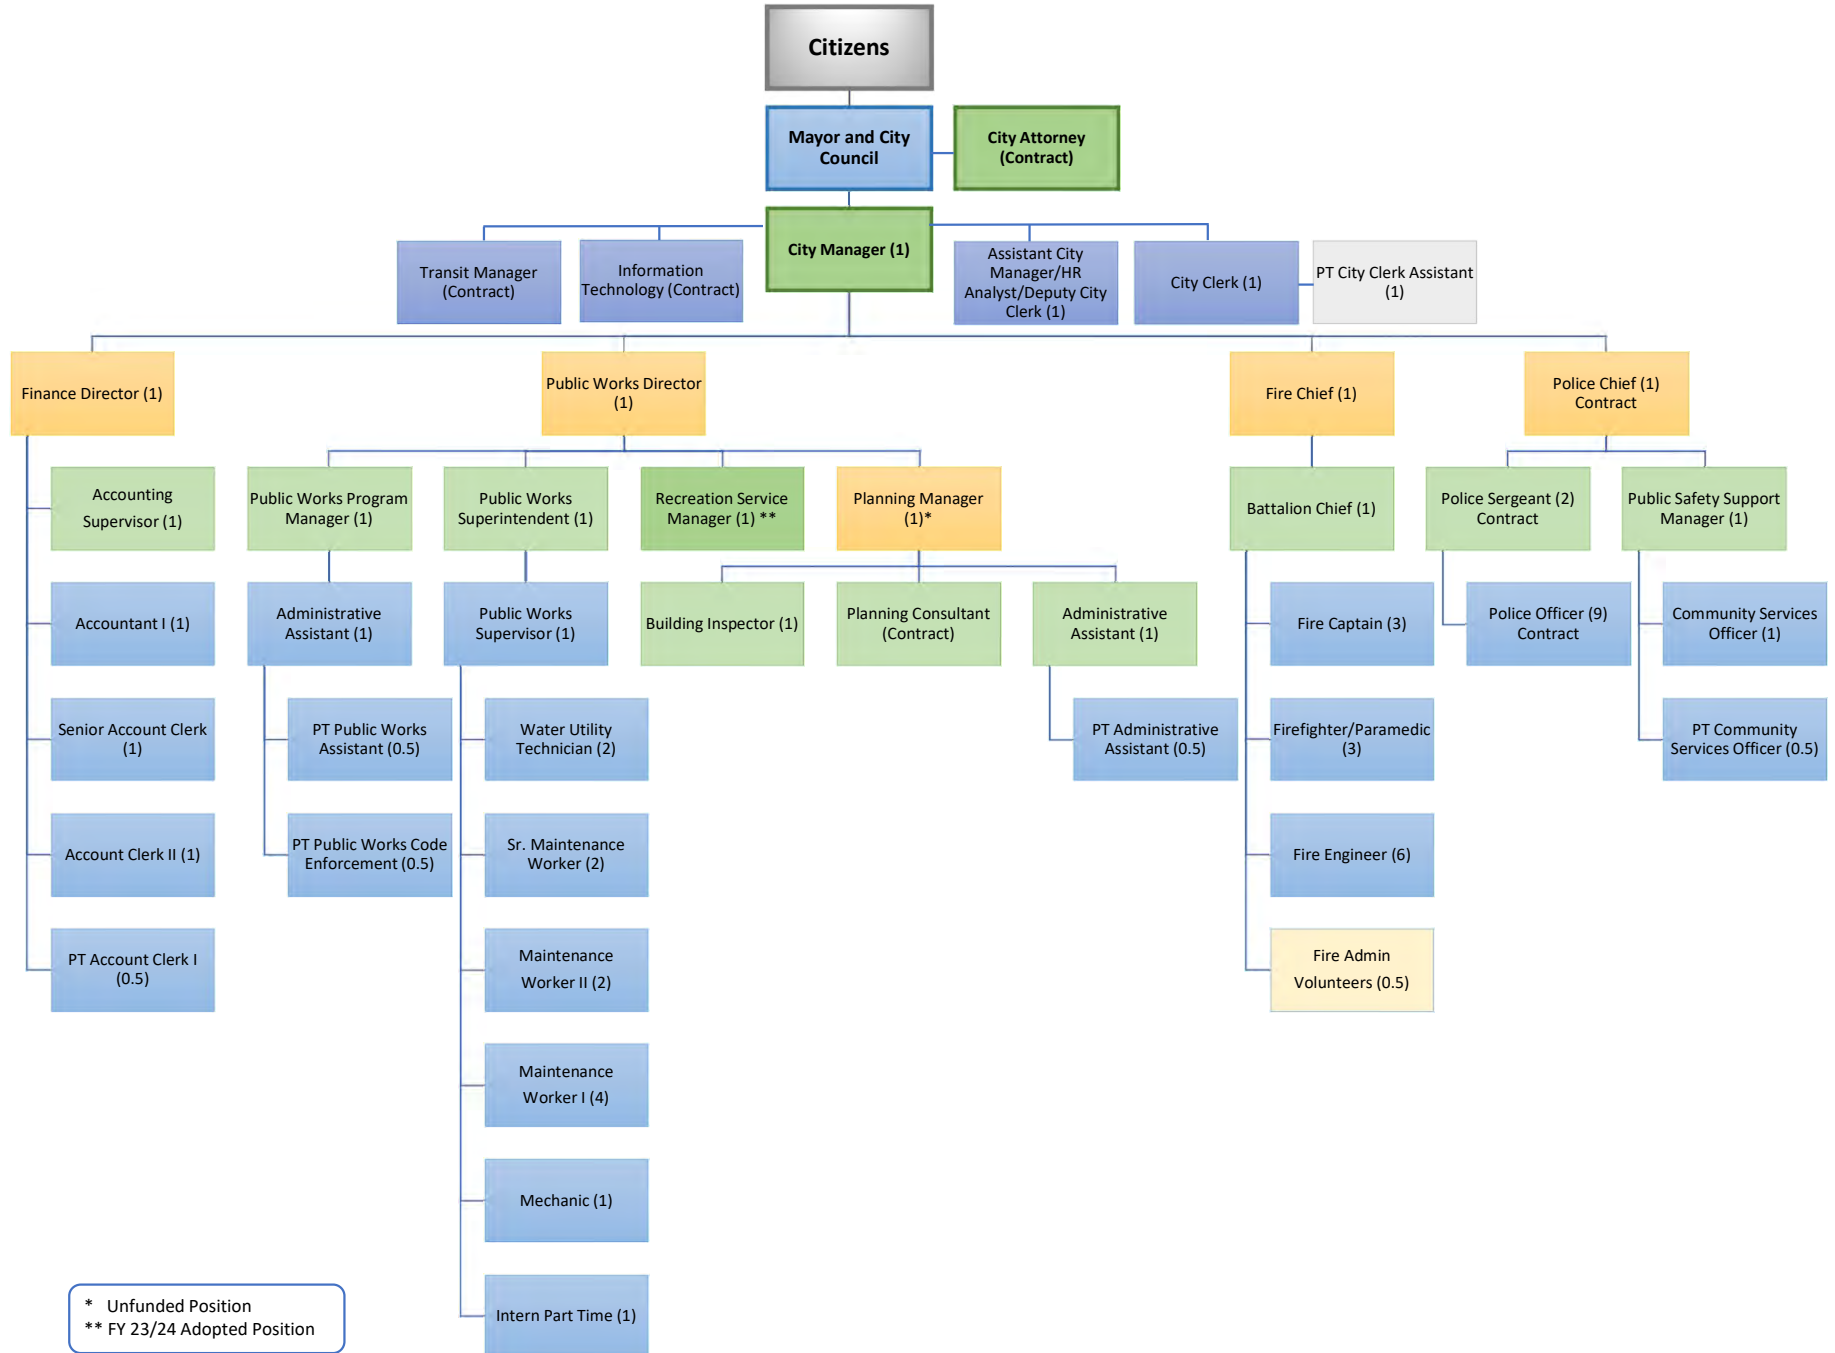 Citizens
Mayor and City
Council
City Attorney
(Contract)
City Manager (1)
Transit Manager
(Contract)
Information
Technology (Contract)
Assistant City
Manager/HR
Analyst/Deputy City
Clerk (1)
City Clerk (1)
PT City Clerk Assistant
(1)
Finance Director (1)
Public Works Director
(1)
Fire Chief (1)
Police Chief (1)
Contract
Accounting
Supervisor (1)
Public Works Program
Manager (1)
Public Works
Superintendent (1)
Recreation Service
Manager (1) **
Planning Manager
(1)*
Battalion Chief (1)
Police Sergeant (2)
Contract
Public Safety Support
Manager (1)
Accountant I (1)
Administrative
Assistant (1)
Public Works
Supervisor (1)
Building Inspector (1)
Planning Consultant
(Contract)
Administrative
Assistant (1)
Fire Captain (3)
Police Officer (9)
Contract
Community Services
Officer (1)
Senior Account Clerk
(1)
PT Public Works
Assistant (0.5)
Water Utility
Technician (2)
PT Administrative
Assistant (0.5)
Firefighter/Paramedic
(3)
PT Community
Services Officer (0.5)
Account Clerk II (1)
PT Public Works Code
Enforcement (0.5)
Sr. Maintenance
Worker (2)
Fire Engineer (6)
PT Account Clerk I
(0.5)
Maintenance
Worker II (2)
Fire Admin
Volunteers (0.5)
Maintenance
Worker I (4)
Mechanic (1)
Intern Part Time (1)
* Unfunded Position
** FY 23/24 Adopted Position